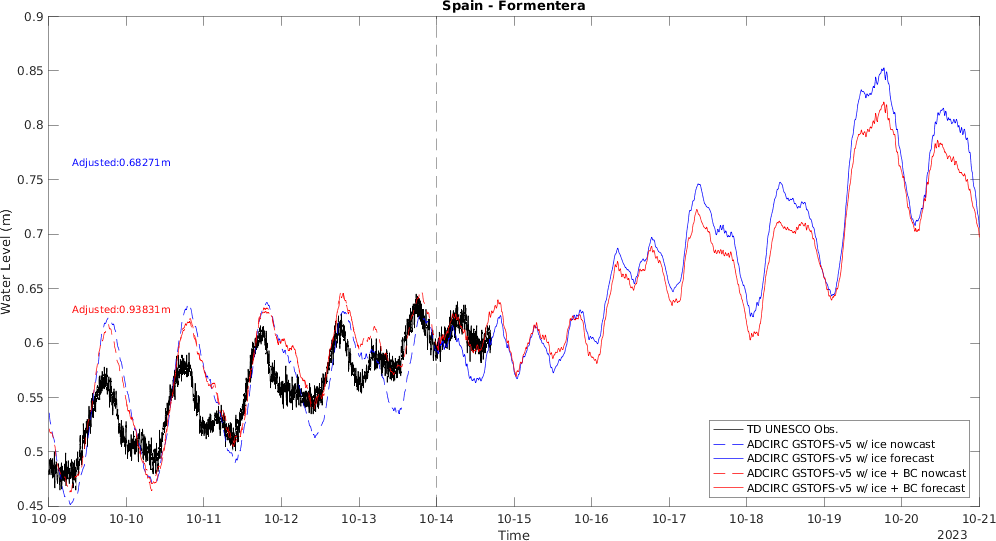 Spain - Formentera
0.9
0.85
0.8
0.75
0.7
0.65
0.6
0.55
0.5
0.45
Water Level (m)
Adjusted:0.68271m
Adjusted:0.93831m
TD UNESCO Obs.
ADCIRC GSTOFS-v5 w/ ice nowcast
ADCIRC GSTOFS-v5 w/ ice forecast
ADCIRC GSTOFS-v5 w/ ice + BC nowcast
ADCIRC GSTOFS-v5 w/ ice + BC forecast
10-09 10-10 10-11 10-12 10-13 10-14 10-15 10-16 10-17 10-18 10-19 10-20 10-21
Time
2023